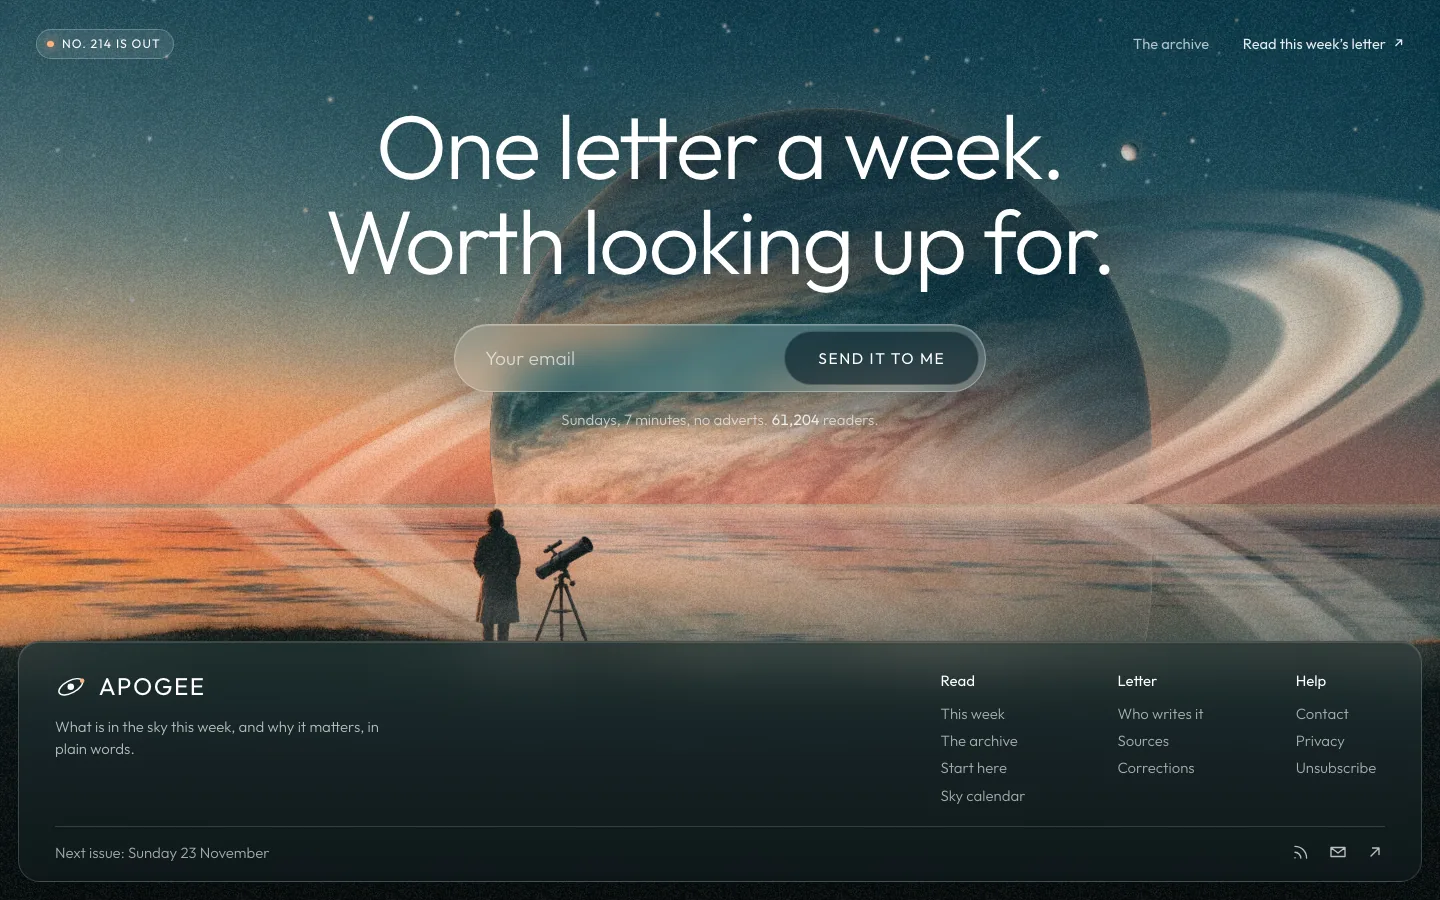 NO. 214 IS OUT
The archive
Read this week's letter
One letter a week.
Worth looking up for.
Your email
SEND IT TO ME
Sundays, 7 minutes, no adverts. 61,204 readers.
APOGEE
What is in the sky this week, and why it matters, in
plain words.
Read
This week
The archive
Start here
Sky calendar
Letter
Who writes it
Sources
Corrections
Help
Contact
Privacy
Unsubscribe
Next issue: Sunday 23 November